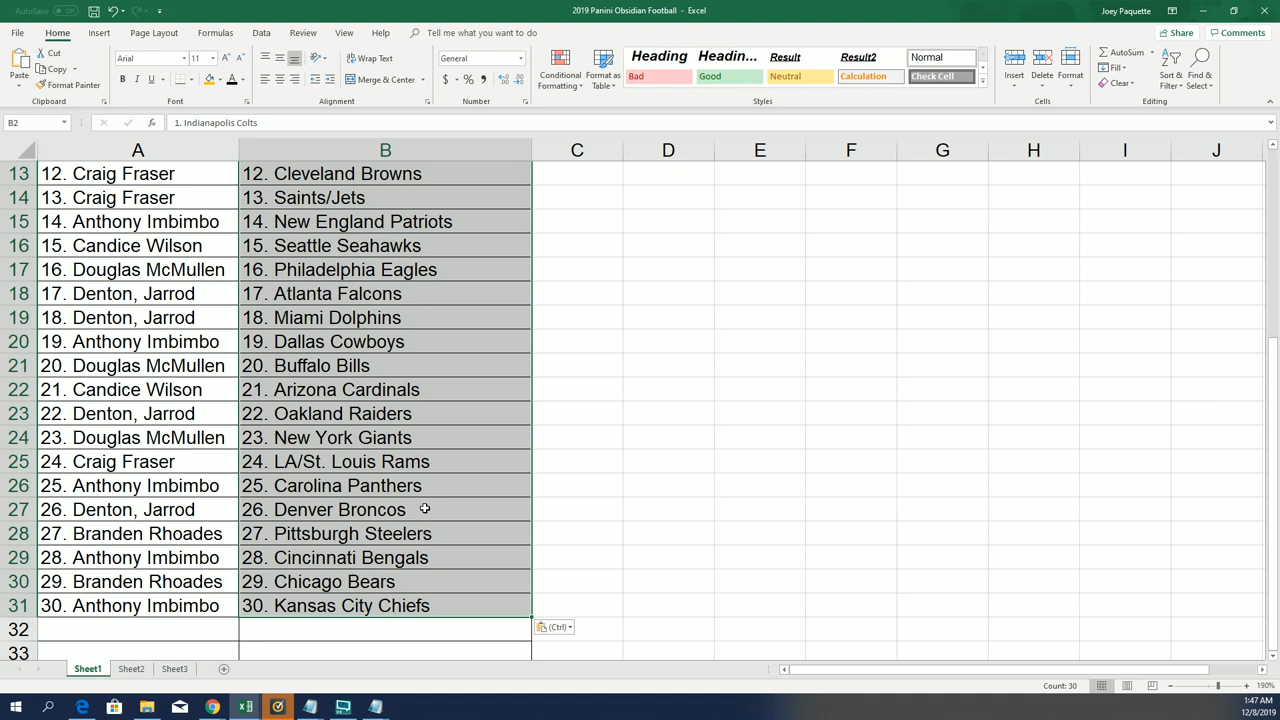 AutoSave Off
2019 Panini Obsidian Football - Excel
Joey Paquette
File Home Insert Page Layout Formulas Data Review View Help Tell me what you want to do
Share Comments
Paste
Cut
Copy
Format Painter
Clipboard
Arial 11
B I U
Font
Wrap Text
Merge & Center
Alignment
General
$ %
Number
Conditional Formatting
Format as Table
Heading Headin... Result Result2 Normal
Bad Good Neutral Calculation Check Cell
Styles
Insert Delete Format
Cells
AutoSum
Fill
Clear
Sort & Filter
Find & Select
Editing
B2 fx 1. Indianapolis Colts
A B C D E F G H I J
13 12. Craig Fraser 12. Cleveland Browns
14 13. Craig Fraser 13. Saints/Jets
15 14. Anthony Imbimbo 14. New England Patriots
16 15. Candice Wilson 15. Seattle Seahawks
17 16. Douglas McMullen 16. Philadelphia Eagles
18 17. Denton, Jarrod 17. Atlanta Falcons
19 18. Denton, Jarrod 18. Miami Dolphins
20 19. Anthony Imbimbo 19. Dallas Cowboys
21 20. Douglas McMullen 20. Buffalo Bills
22 21. Candice Wilson 21. Arizona Cardinals
23 22. Denton, Jarrod 22. Oakland Raiders
24 23. Douglas McMullen 23. New York Giants
25 24. Craig Fraser 24. LA/St. Louis Rams
26 25. Anthony Imbimbo 25. Carolina Panthers
27 26. Denton, Jarrod 26. Denver Broncos
28 27. Branden Rhoades 27. Pittsburgh Steelers
29 28. Anthony Imbimbo 28. Cincinnati Bengals
30 29. Branden Rhoades 29. Chicago Bears
31 30. Anthony Imbimbo 30. Kansas City Chiefs
32
(Ctrl)
33
Sheet1 Sheet2 Sheet3
Count: 30
190%
1:47 AM
12/8/2019